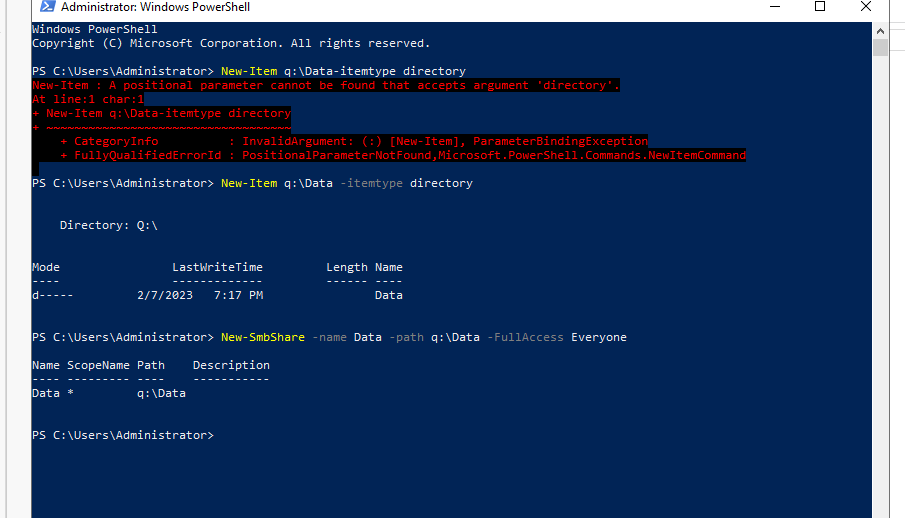 Administrator: Windows PowerShell
Windows PowerShell
Copyright (C) Microsoft Corporation. All rights reserved.
PS C:\Users\Administrator> New-Item q:\Data-itemtype directory
New-Item : A positional parameter cannot be found that accepts argument 'directory'.
At line:1 char:1
+ New-Item q:\Data-itemtype directory
+ ~~~~~~~~~~~~~~~~~~~~~~~~~~~~~~~~~~~
    + CategoryInfo          : InvalidArgument: (:) [New-Item], ParameterBindingException
    + FullyQualifiedErrorId : PositionalParameterNotFound,Microsoft.PowerShell.Commands.NewItemCommand
PS C:\Users\Administrator> New-Item q:\Data -itemtype directory
    Directory: Q:\
Mode                LastWriteTime         Length Name
----                -------------         ------ ----
d-----         2/7/2023   7:17 PM                Data
PS C:\Users\Administrator> New-SmbShare -name Data -path q:\Data -FullAccess Everyone
Name ScopeName Path    Description
---- --------- ----    -----------
Data *         q:\Data
PS C:\Users\Administrator>